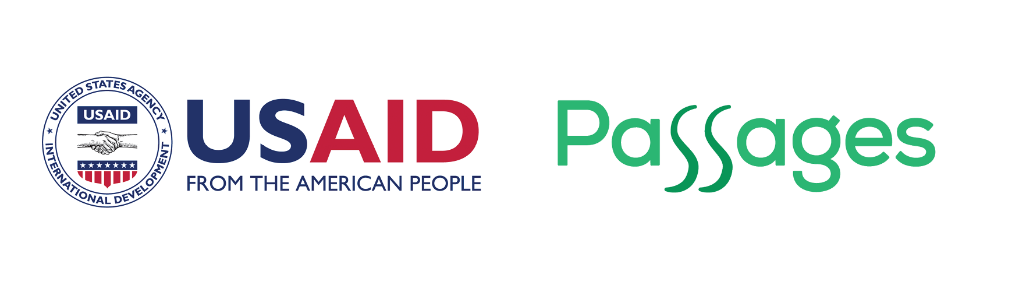 UNITED STATES AGENCY
USAID
INTERNATIONAL DEVELOPMENT
USAID
FROM THE AMERICAN PEOPLE
Passages